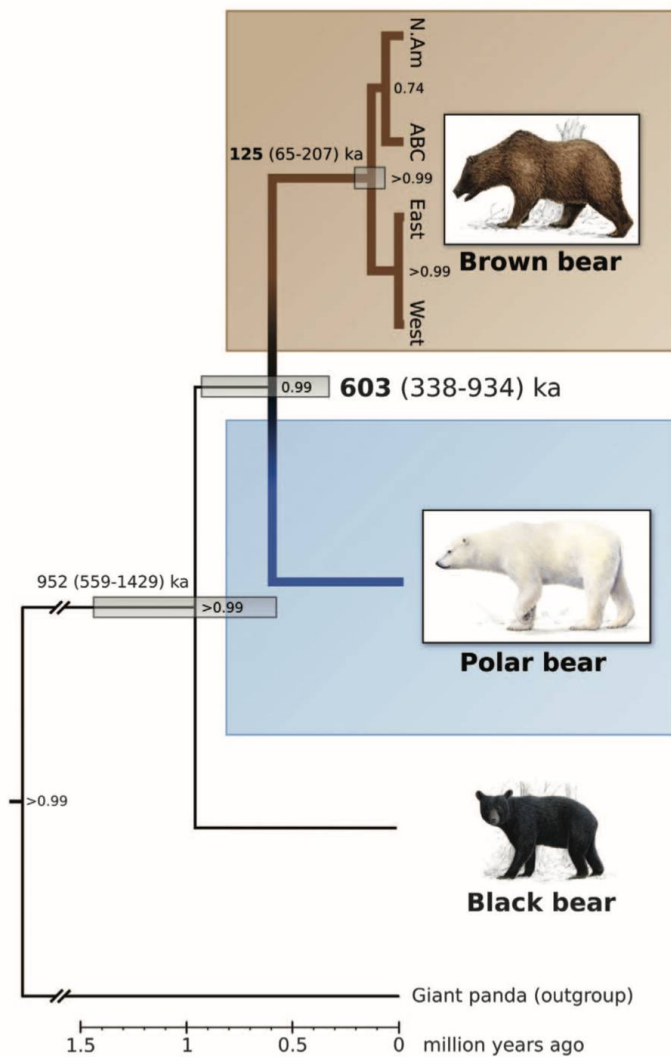 N.Am
0.74
ABC
125 (65-207) ka
>0.99
East
>0.99
West
Brown bear
0.99
603 (338-934) ka
952 (559-1429) ka
>0.99
Polar bear
>0.99
Black bear
Giant panda (outgroup)
1.5 1 0.5 0 million years ago